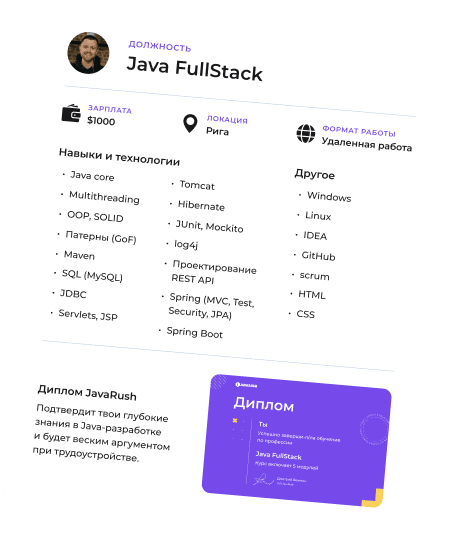 ДОЛЖНОСТЬ
Java FullStack
ЗАРПЛАТА
$1000
ЛОКАЦИЯ
Рига
ФОРМАТ РАБОТЫ
Удаленная работа
Навыки и технологии
• Java core
• Multithreading
• OOP, SOLID
• Патерны (GoF)
• Maven
• SQL (MySQL)
• JDBC
• Servlets, JSP
• Tomcat
• Hibernate
• JUnit, Mockito
• log4j
• Проектирование
REST API
• Spring (MVC, Test,
Security, JPA)
• Spring Boot
Другое
• Windows
• Linux
• IDEA
• GitHub
• scrum
• HTML
• CSS
Диплом JavaRush
Подтвердит твои глубокие
знания в Java-разработке
и будет веским аргументом
при трудоустройстве.
Диплом
Ты
Успешно завершил и/ла обучение
по профессии
Java FullStack
Курс включает 5 модулей